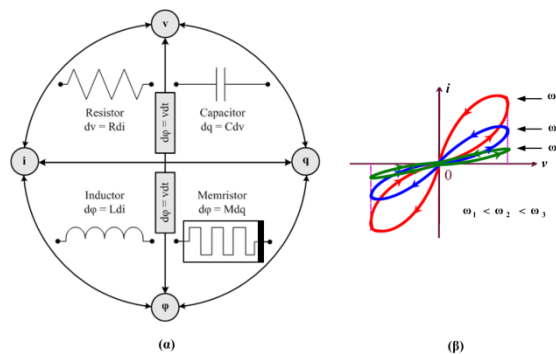 v
Resistor
dv = Rdi
Capacitor
dq = Cdv
dφ = vdt
i
q
dφ = vdt
Inductor
dφ = Ldi
Memristor
dφ = Mdq
φ
(α)
i
ω
ω
ω
v
0
ω1 < ω2 < ω3
(β)